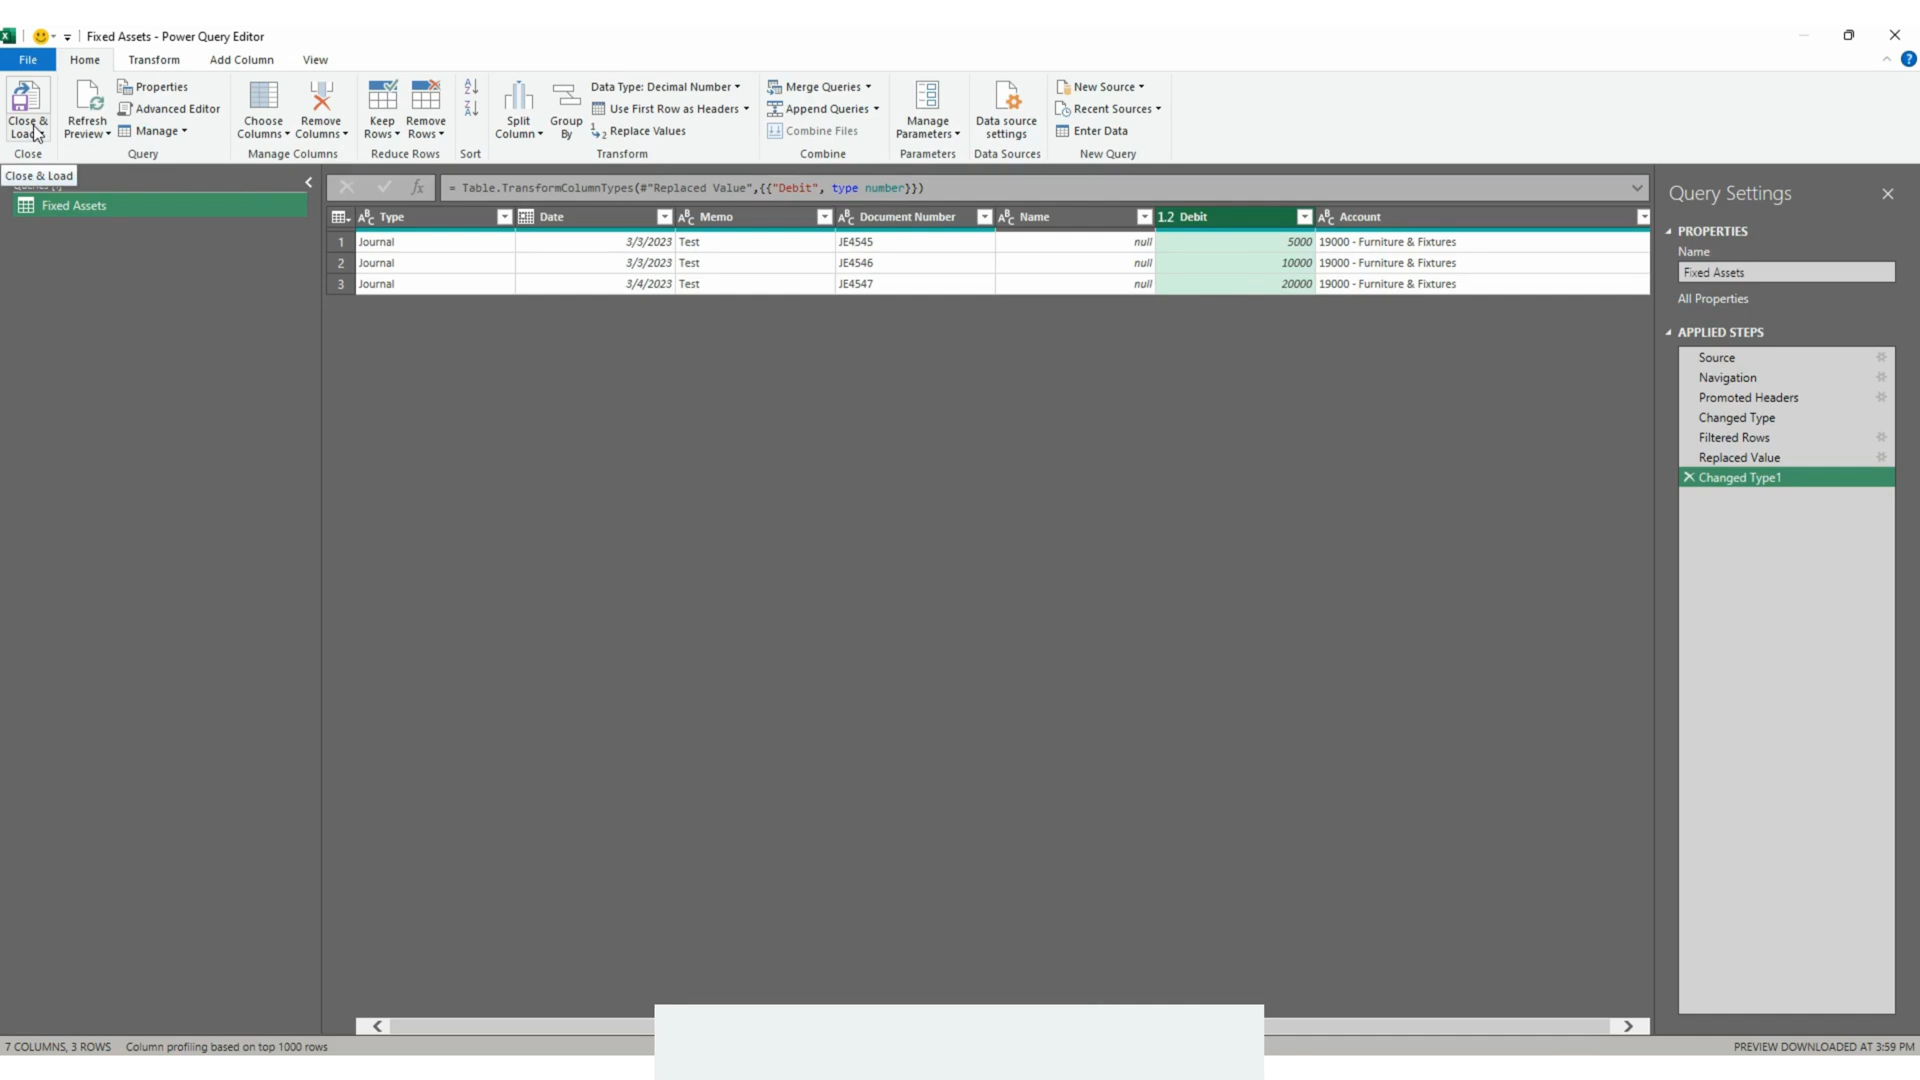 Fixed Assets - Power Query Editor
File Home Transform Add Column View
Close & Load
Close
Refresh Preview
Properties
Advanced Editor
Manage
Query
Choose Columns
Remove Columns
Manage Columns
Keep Rows
Remove Rows
Reduce Rows
Sort
Split Column
Group By
Data Type: Decimal Number
Use First Row as Headers
Replace Values
Transform
Merge Queries
Append Queries
Combine Files
Combine
Manage Parameters
Parameters
Data source settings
Data Sources
New Source
Recent Sources
Enter Data
New Query
Close & Load
Fixed Assets
= Table.TransformColumnTypes(#"Replaced Value",{{"Debit", type number}})
Type Date Memo Document Number Name 1.2 Debit Account
1 Journal 3/3/2023 Test JE4545 null 5000 19000 - Furniture & Fixtures
2 Journal 3/3/2023 Test JE4546 null 10000 19000 - Furniture & Fixtures
3 Journal 3/4/2023 Test JE4547 null 20000 19000 - Furniture & Fixtures
Query Settings
PROPERTIES
Name
Fixed Assets
All Properties
APPLIED STEPS
Source
Navigation
Promoted Headers
Changed Type
Filtered Rows
Replaced Value
Changed Type1
7 COLUMNS, 3 ROWS Column profiling based on top 1000 rows
PREVIEW DOWNLOADED AT 3:59 PM